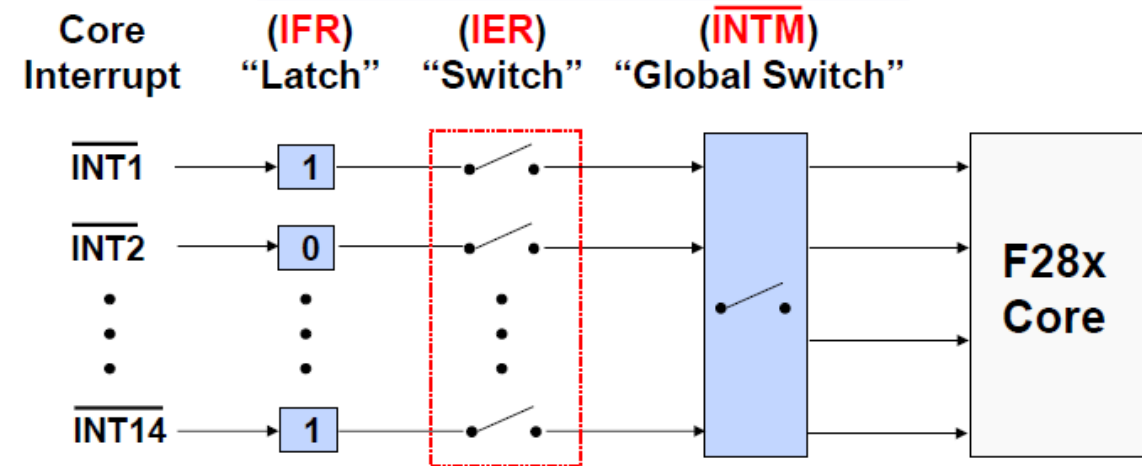 Core (IFR) (IER) (INTM)
Interrupt “Latch” “Switch” “Global Switch”
INT1 1
INT2 0
F28x
Core
INT14 1